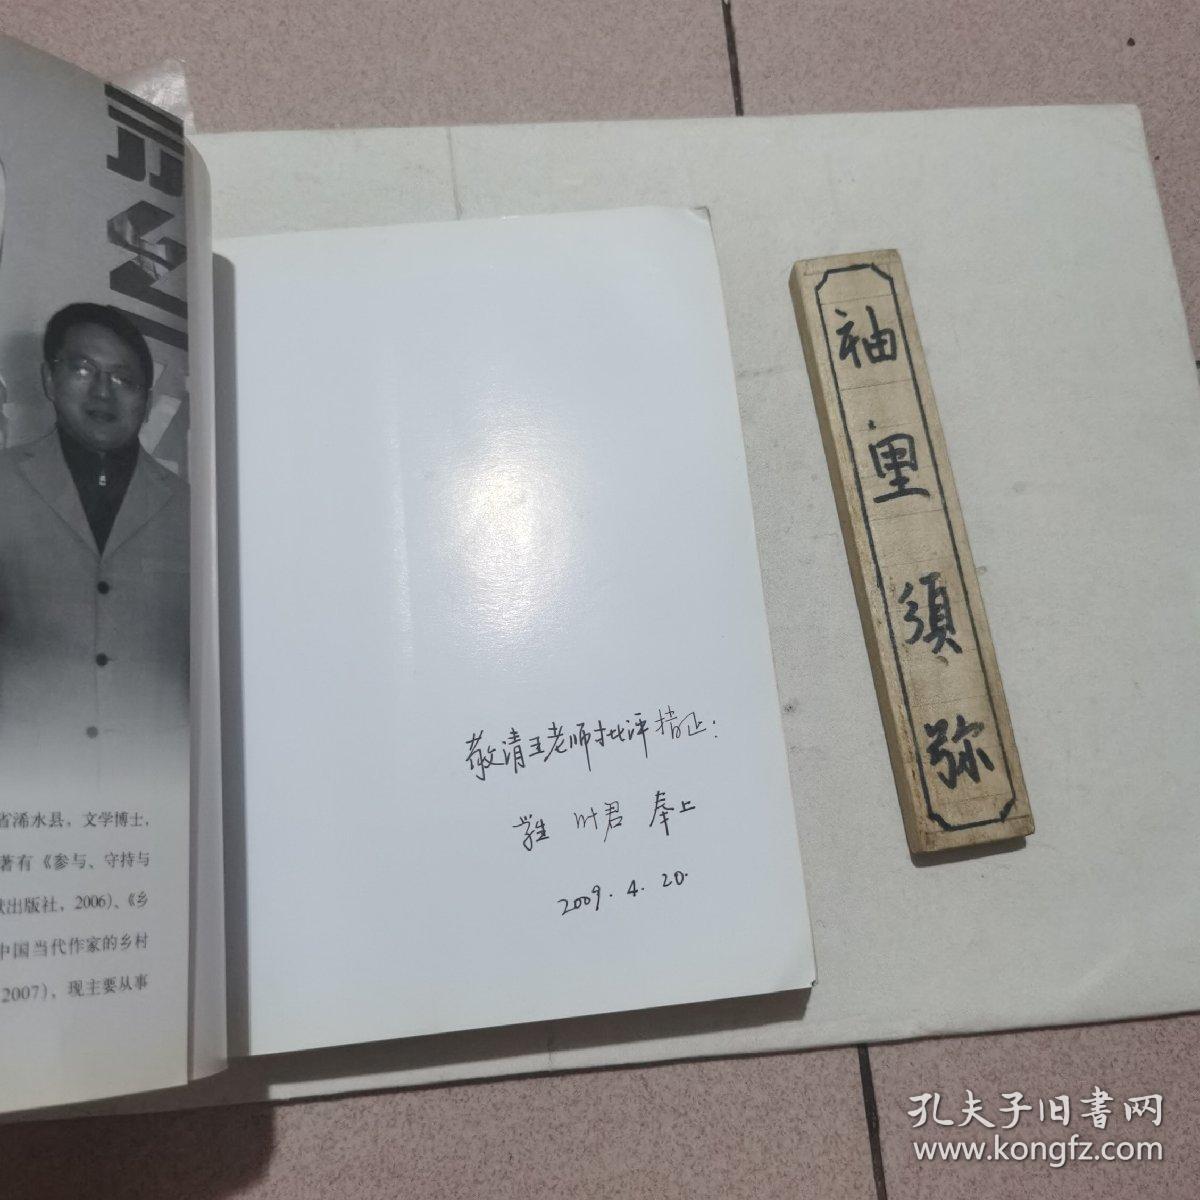 省浠水县，文学博士，
著有《参与、守持与
献出版社，2006)、《乡
中国当代作家的乡村
2007)，现主要从事
敬请王老师批评指正：
学生 叶君 奉上
2009.4.20.
袖里須弥
孔夫子旧書网
www.kongfz.com